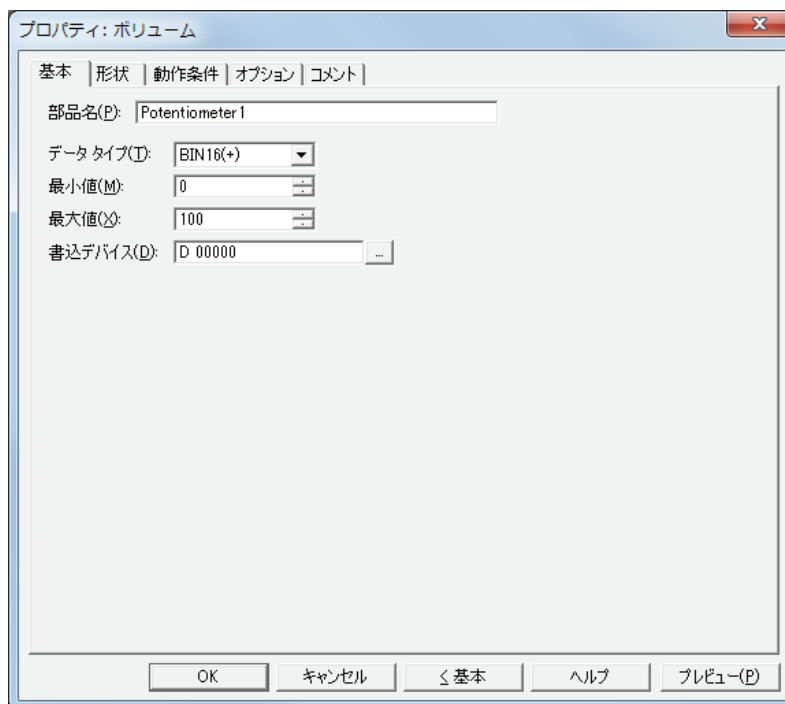 プロパティ: ボリューム
基本 形状 動作条件 オプション コメント
部品名(P): Potentiometer1
データ タイプ(T): BIN16(+)
最小値(M): 0
最大値(X): 100
書込デバイス(D): D 00000 ...
OK キャンセル < 基本 ヘルプ プレビュー(P)